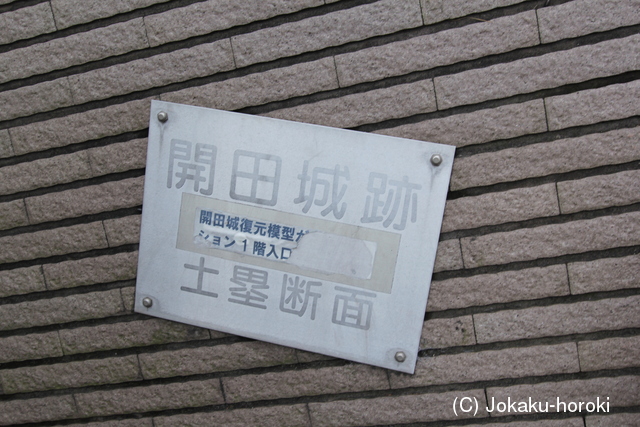 開田城跡
開田城復元模型が
ション1階入口
土塁断面
(C) Jokaku-horoki